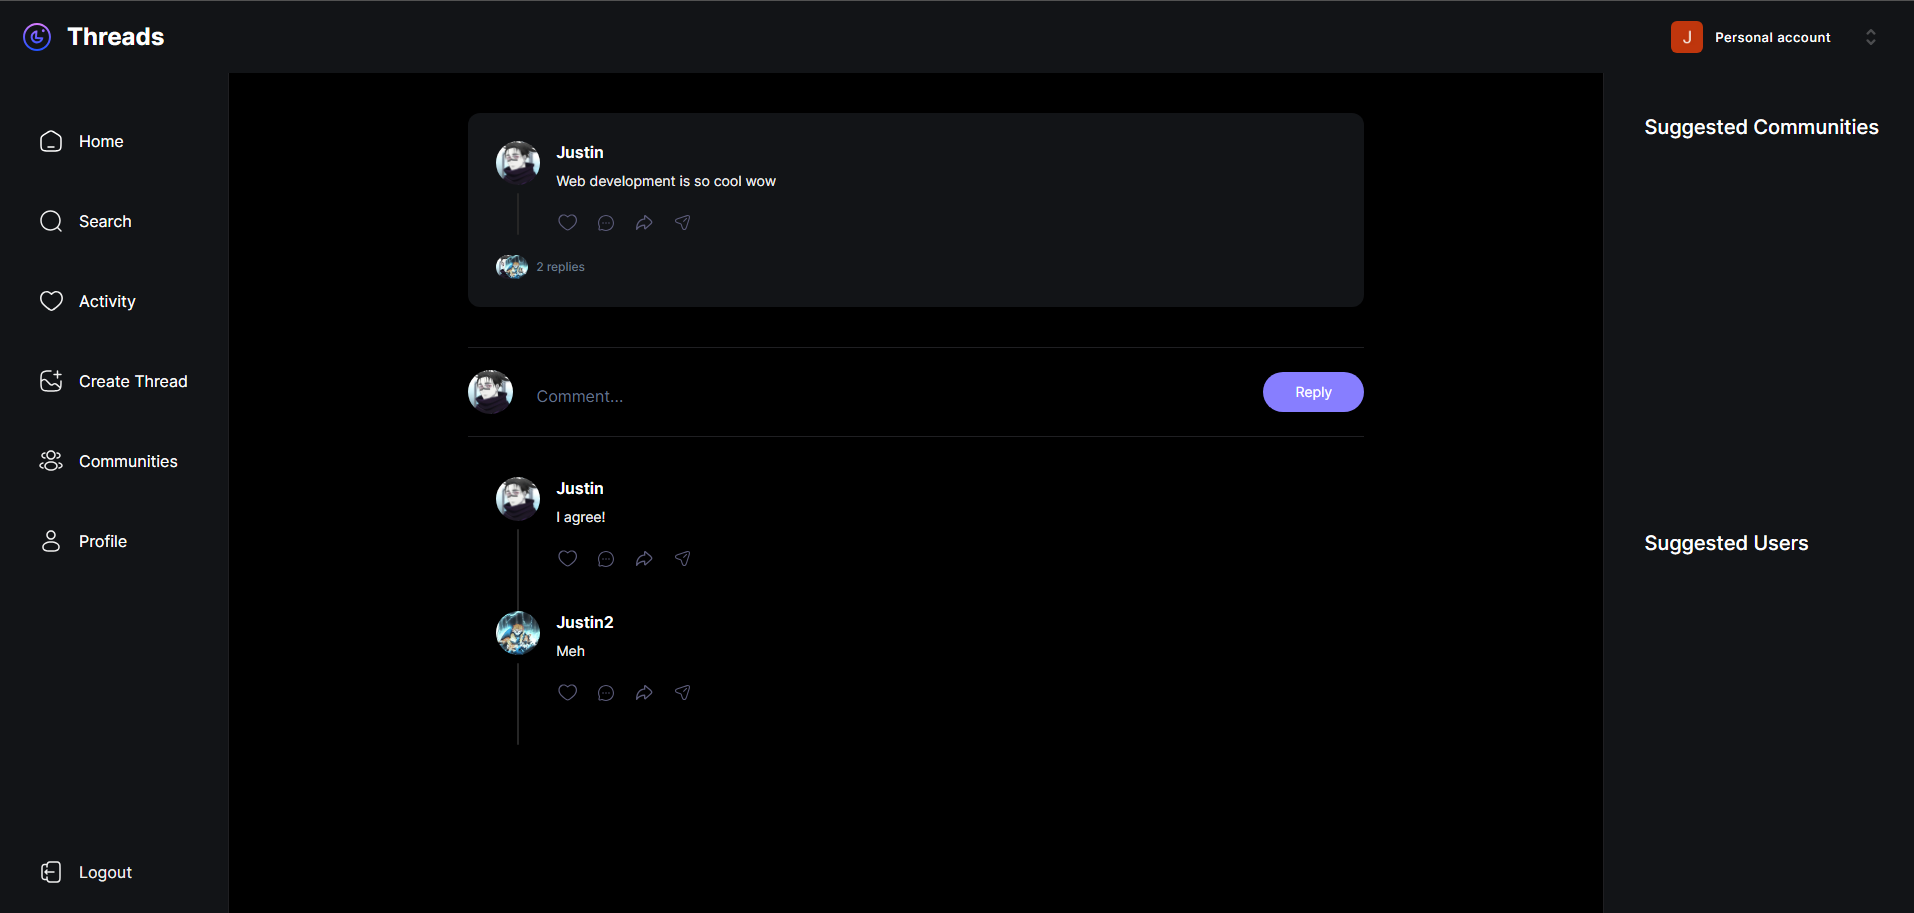 Threads
J Personal account
Home
Search
Activity
Create Thread
Communities
Profile
Logout
Justin
Web development is so cool wow
2 replies
Comment...
Reply
Justin
I agree!
Justin2
Meh
Suggested Communities
Suggested Users